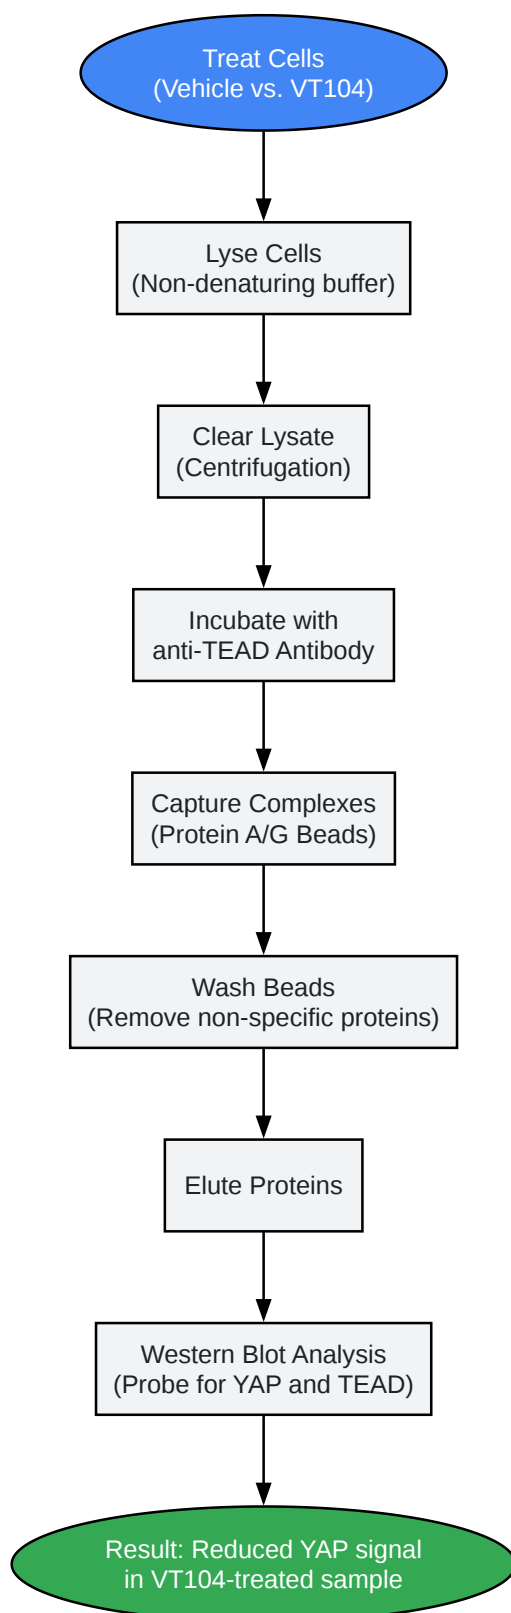 Treat Cells
(Vehicle vs. VT104)
Lyse Cells
(Non-denaturing buffer)
Clear Lysate
(Centrifugation)
Incubate with
anti-TEAD Antibody
Capture Complexes
(Protein A/G Beads)
Wash Beads
(Remove non-specific proteins)
Elute Proteins
Western Blot Analysis
(Probe for YAP and TEAD)
Result: Reduced YAP signal
in VT104-treated sample